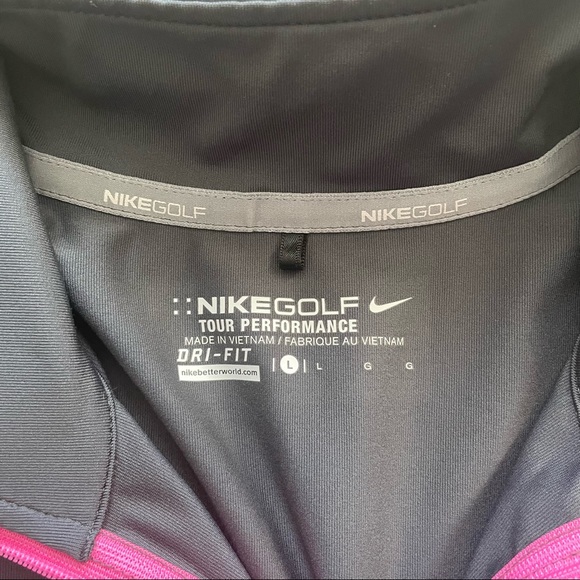 NIKEGOLF NIKEGOLF
::NIKEGOLF
TOUR PERFORMANCE
MADE IN VIETNAM / FABRIQUE AU VIETNAM
DRI-FIT
nikebetterworld.com | L | L G G